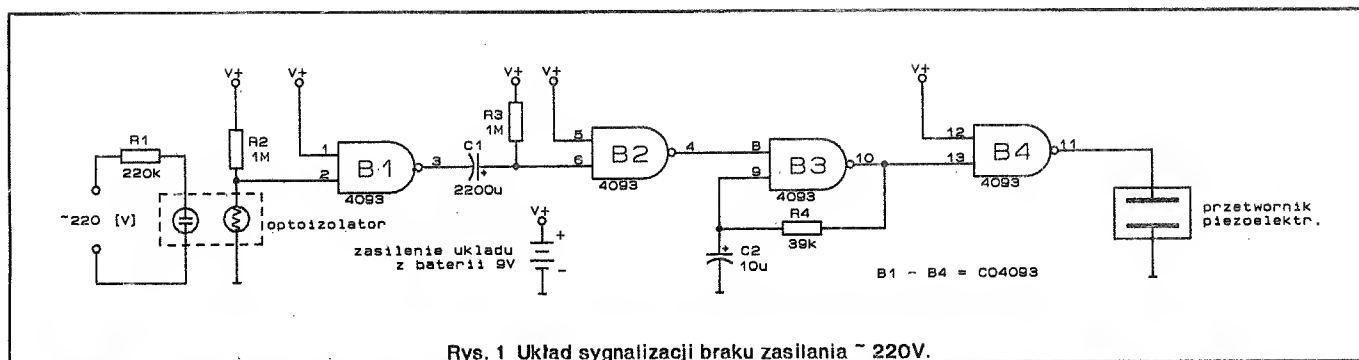 V+
V+
V+
V+
V+
R1
220k
R2
1M
~220 [V]
optoizolator
1
2
B1
3
4093
C1
+
2200u
R3
1M
5
6
B2
4
4093
V+
+
-
zasilenie ukladu
z baterii 9V
8
9
B3
10
4093
R4
39k
+
C2
10u
12
13
B4
11
4093
przetwornik
piezoelektr.
B1 - B4 = CO4093
Rys. 1 Układ sygnalizacji braku zasilania ~ 220V.